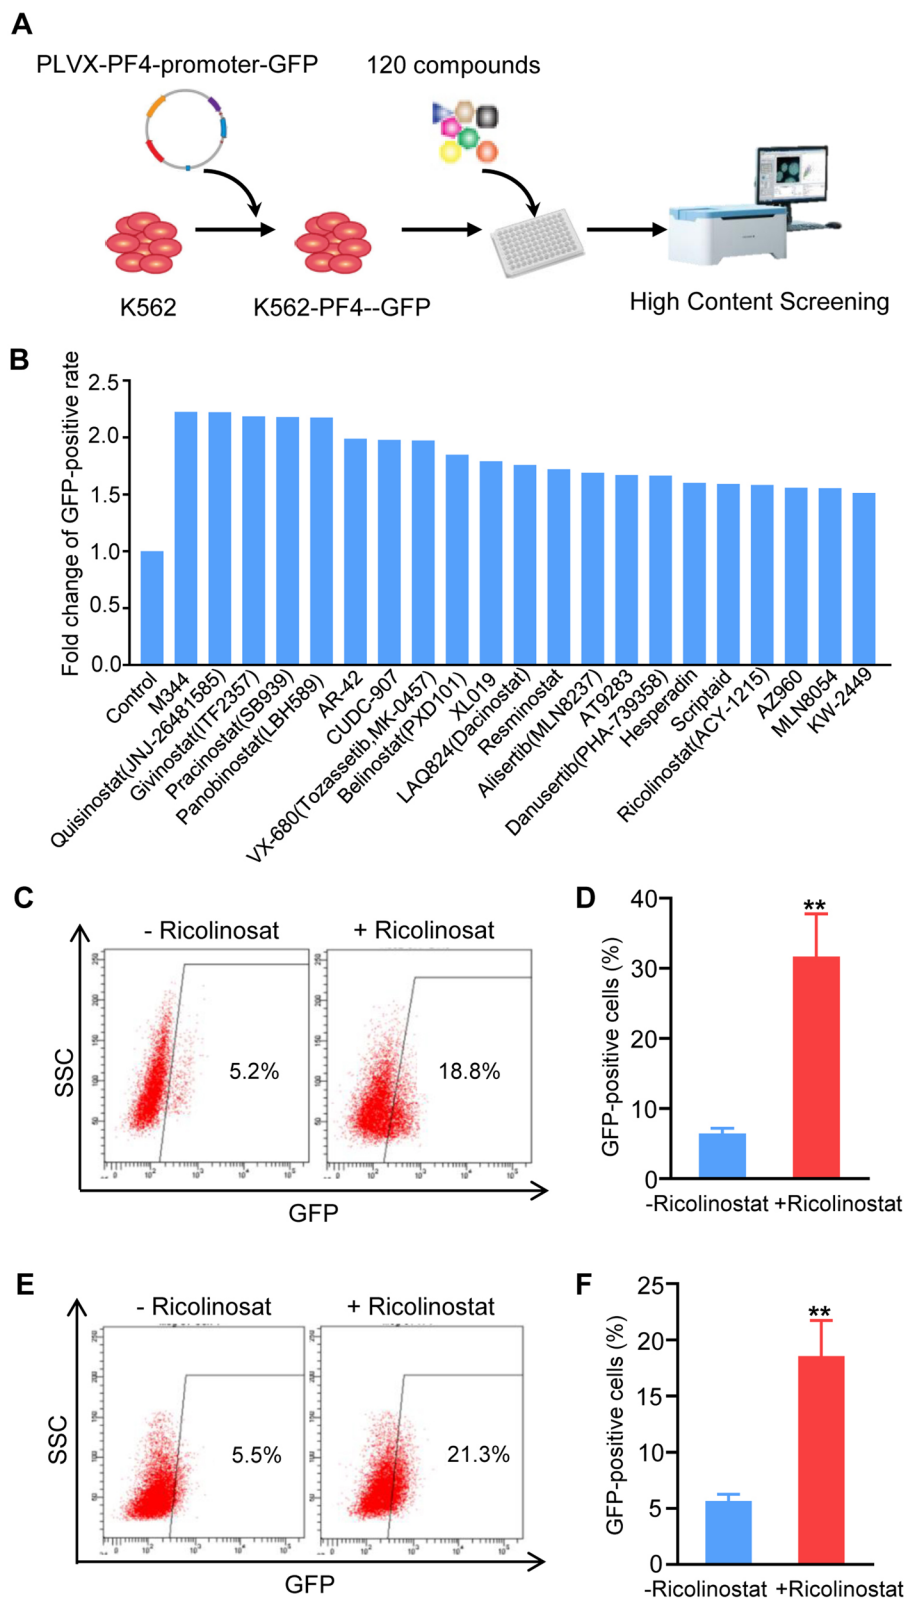 A
PLVX-PF4-promoter-GFP
120 compounds
K562
K562-PF4--GFP
High Content Screening
B
Fold change of GFP-positive rate
2.5
2.0
1.5
1.0
0.5
0.0
Control
M344
Quisinostat(JNJ-26481585)
Givinostat(ITF2357)
Pracinostat(SB939)
Panobinostat(LBH589)
AR-42
CUDC-907
VX-680(Tozassetib,MK-0457)
Belinostat(PXD101)
XL019
LAQ824(Dacinostat)
Resminostat
Alisertib(MLN8237)
AT9283
Danusertib(PHA-739358)
Hesperadin
Scriptaid
Ricolinostat(ACY-1215)
AZ960
MLN8054
KW-2449
C
- Ricolinosat
+ Ricolinosat
SSC
5.2%
18.8%
GFP
D
GFP-positive cells (%)
40
30
20
10
0
**
-Ricolinostat
+Ricolinostat
E
- Ricolinosat
+ Ricolinostat
SSC
5.5%
21.3%
GFP
F
GFP-positive cells (%)
25
20
15
10
5
0
**
-Ricolinostat
+Ricolinostat